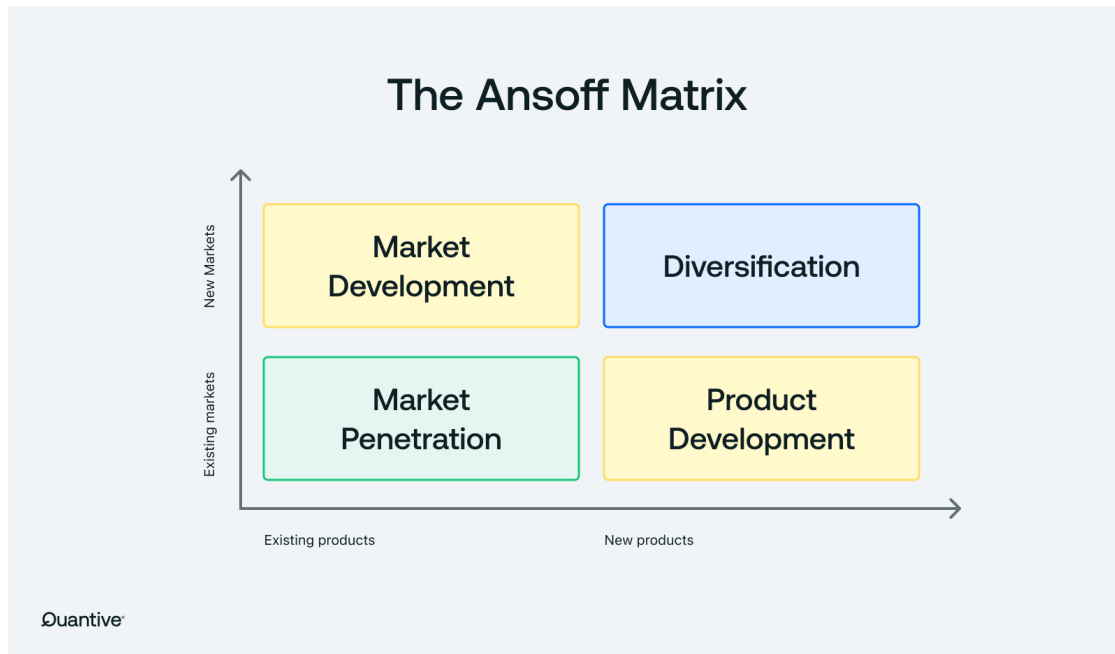 The Ansoff Matrix
New Markets
Market
Development
Diversification
Existing markets
Market
Penetration
Product
Development
Existing products
New products
Quantive®